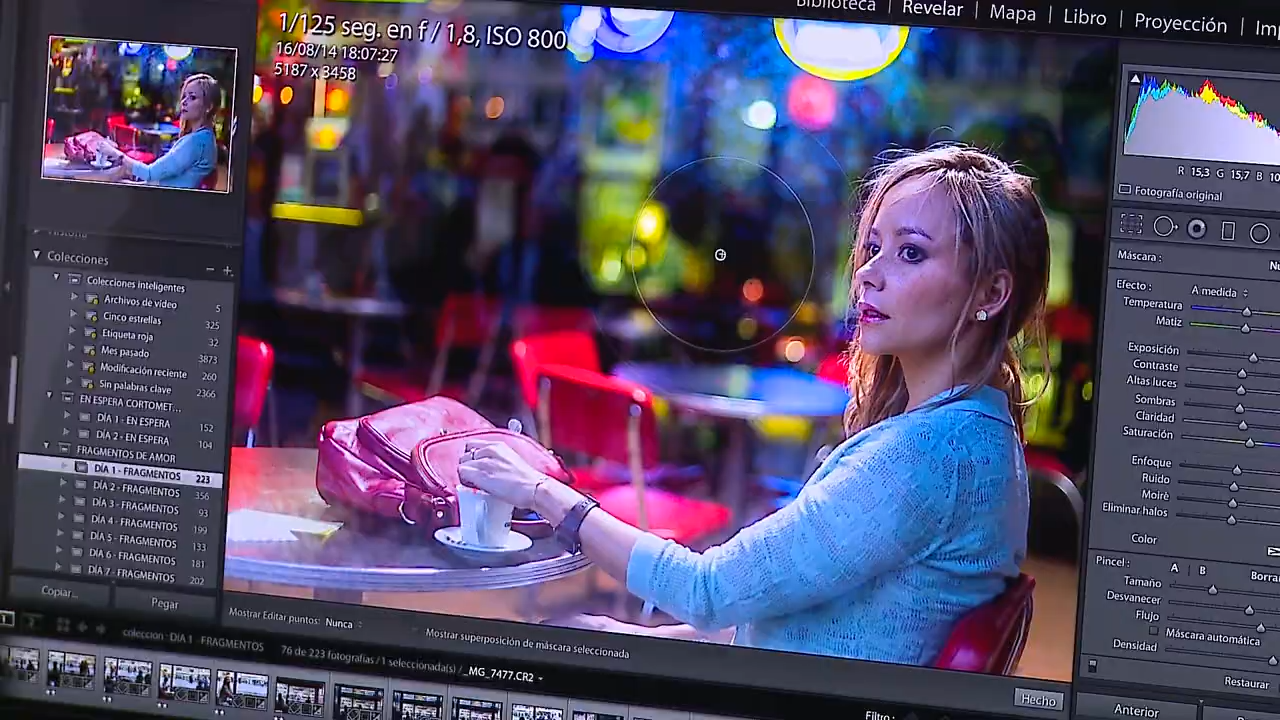 Biblioteca | Revelar | Mapa | Libro | Proyección |
1/125 seg. en f / 1,8, ISO 800
16/08/14 18:07:27
5187 x 3458
Colecciones
Colecciones inteligentes
Archivos de vídeo 5
Cinco estrellas 325
Etiqueta roja 32
Mes pasado 3873
Modificación reciente 260
Sin palabras clave 2366
EN ESPERA CORTOMET...
DÍA 1 - EN ESPERA 152
DÍA 2 - EN ESPERA 104
FRAGMENTOS DE AMOR
DÍA 1 - FRAGMENTOS 223
DÍA 2 - FRAGMENTOS 356
DÍA 3 - FRAGMENTOS 93
DÍA 4 - FRAGMENTOS 199
DÍA 5 - FRAGMENTOS 133
DÍA 6 - FRAGMENTOS 181
DÍA 7 - FRAGMENTOS 202
Copiar...
Pegar
Mostrar Editar puntos: Nunca
Mostrar superposición de máscara seleccionada
Hecho
colección : DÍA 1 - FRAGMENTOS
76 de 223 fotografías / 1 seleccionada(s) / _MG_7477.CR2
Filtro:
R 15,3 G 15,7 B 10
Fotografía original
Máscara :
Efecto : A medida
Temperatura
Matiz
Exposición
Contraste
Altas luces
Sombras
Claridad
Saturación
Enfoque
Ruido
Moiré
Eliminar halos
Color
Pincel : A | B
Tamaño
Desvanecer
Flujo
Máscara automática
Densidad
Restaurar
Anterior